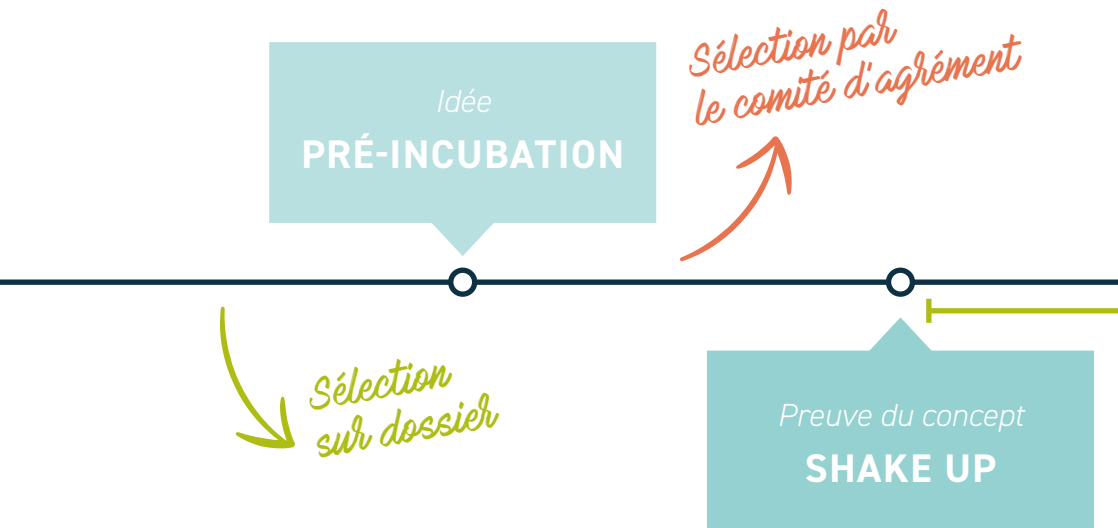 Idée
PRÉ-INCUBATION
Sélection par
le comité d'agrément
Sélection
sur dossier
Preuve du concept
SHAKE UP